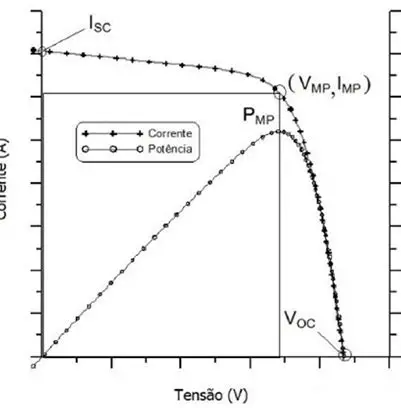 I_SC
(V_MP,I_MP)
P_MP
Corrente
Potência
Corrente (A)
V_OC
Tensão (V)